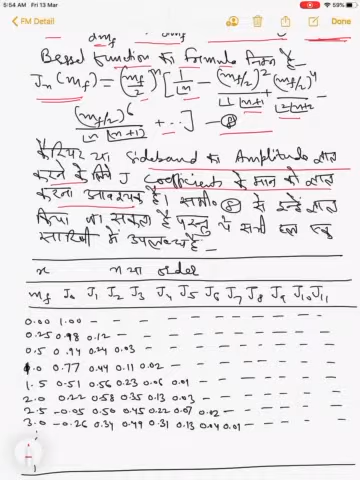 5:54 AM Fri 13 Mar
59%
FM Detail
Done
dmf dmf
Bessel Function का formula निम्न है
Jn (mf) = (mf/2)^n [1/⌊n - (mf/2)²/⌊1 ⌊n+1 + (mf/2)⁴/⌊2 ⌊n+2 -
(mf/2)⁶/⌊n ⌊n+1 + ...] - ⑧
कैरियर या Sideband का Amplitude ज्ञात
करने के लिये J Coefficients के मान को ज्ञात
करना आवश्यक है। समी० ⑧ से इन्हें ज्ञात
किया जा सकता है परन्तु ये सभी हल एक
सारिणी में उपलब्ध है -
x n या order
mf J0 J1 J2 J3 J4 J5 J6 J7 J8 J9 J10 J11
0.00 1.00 - - - - - - - - - - -
0.25 0.98 0.12 - - - - - - - - - -
0.5 0.94 0.24 0.03 - - - - - - - - -
1.0 0.77 0.44 0.11 0.02 - - - - - - - -
1.5 0.51 0.56 0.23 0.06 0.01 - - - - - - -
2.0 0.22 0.58 0.35 0.13 0.03 - - - - - - -
2.5 -0.05 0.50 0.45 0.22 0.07 0.02 - - - - - -
3.0 -0.26 0.34 0.49 0.31 0.13 0.04 0.01 - - - - -